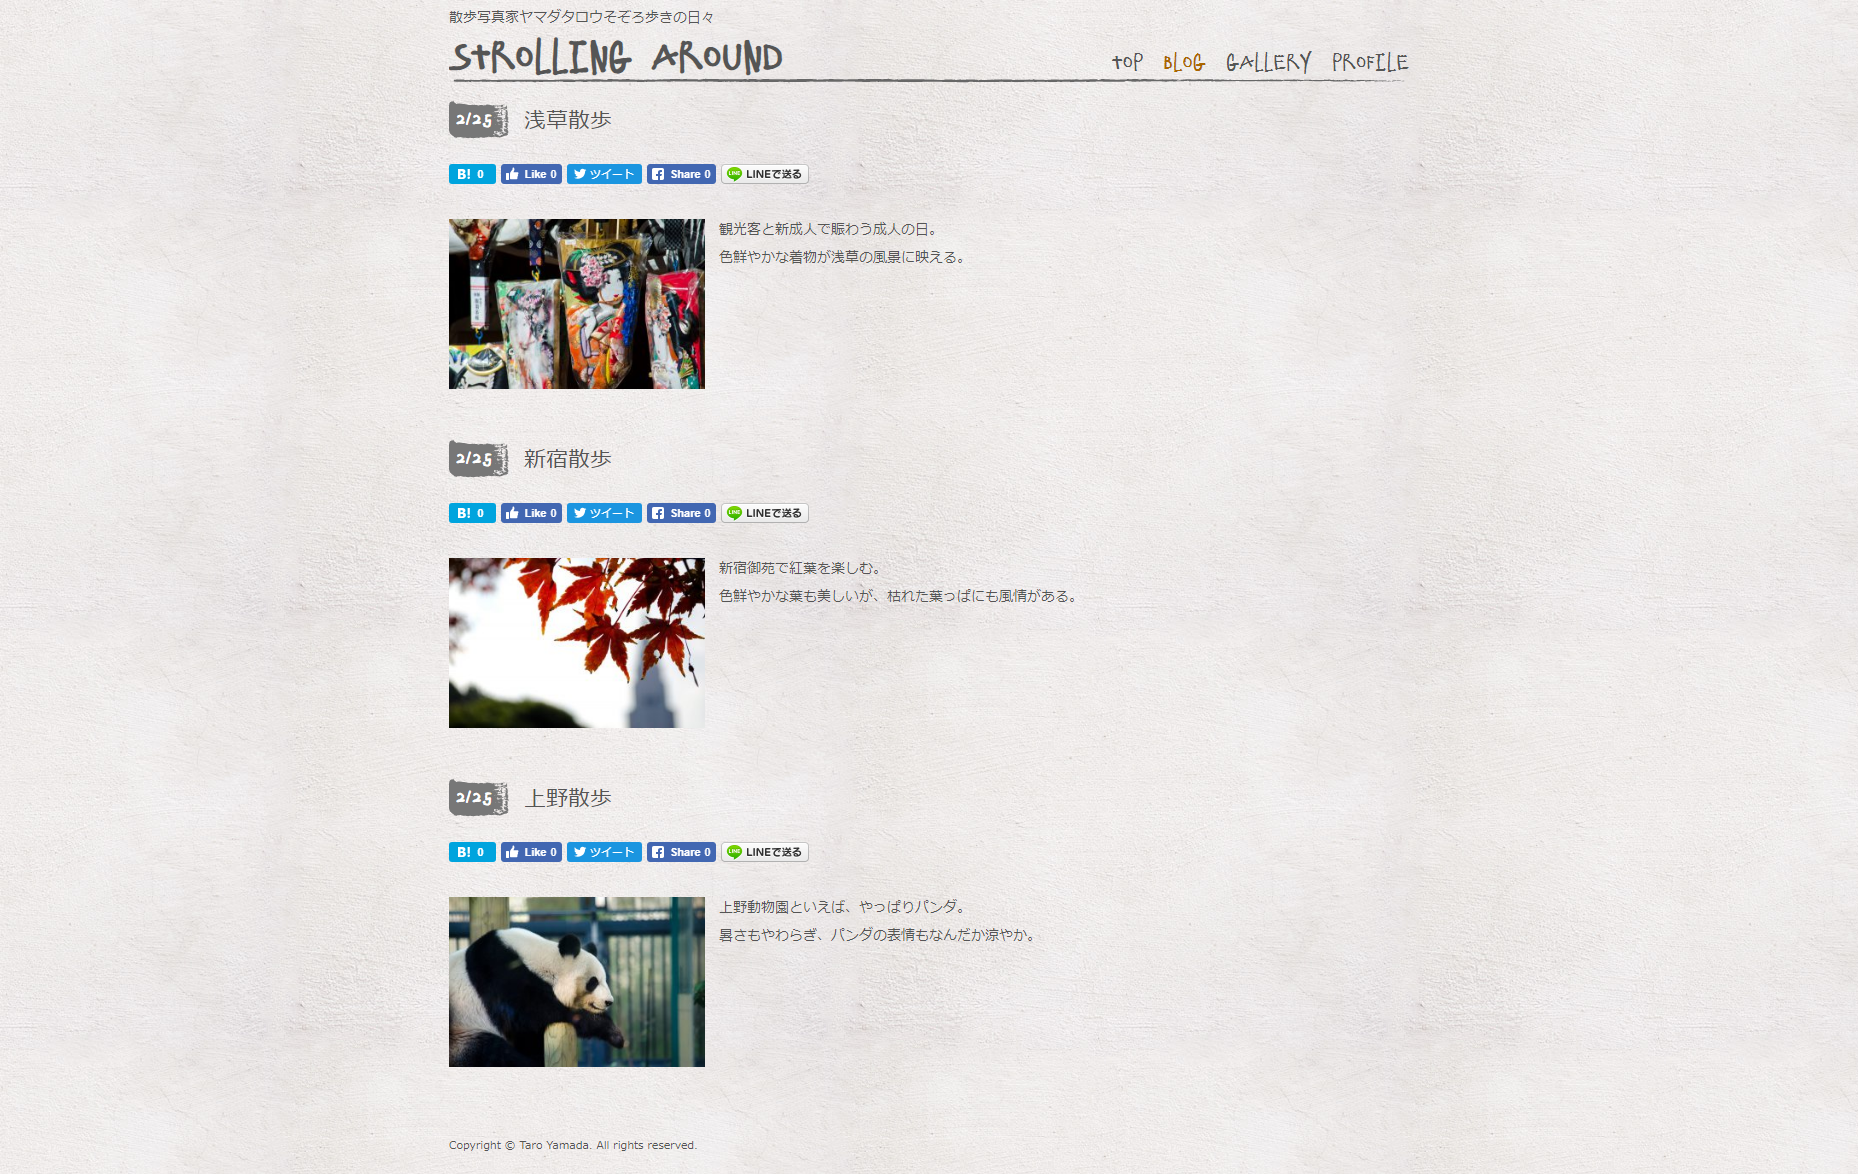 散歩写真家ヤマダタロウそぞろ歩きの日々
STROLLING AROUND
TOP BLOG GALLERY PROFILE
2/25 浅草散歩
B! 0 Like 0 ツイート Share 0 LINEで送る
観光客と新成人で賑わう成人の日。
色鮮やかな着物が浅草の風景に映える。
2/25 新宿散歩
B! 0 Like 0 ツイート Share 0 LINEで送る
新宿御苑で紅葉を楽しむ。
色鮮やかな葉も美しいが、枯れた葉っぱにも風情がある。
2/25 上野散歩
B! 0 Like 0 ツイート Share 0 LINEで送る
上野動物園といえば、やっぱりパンダ。
暑さもやわらぎ、パンダの表情もなんだか涼やか。
Copyright © Taro Yamada. All rights reserved.